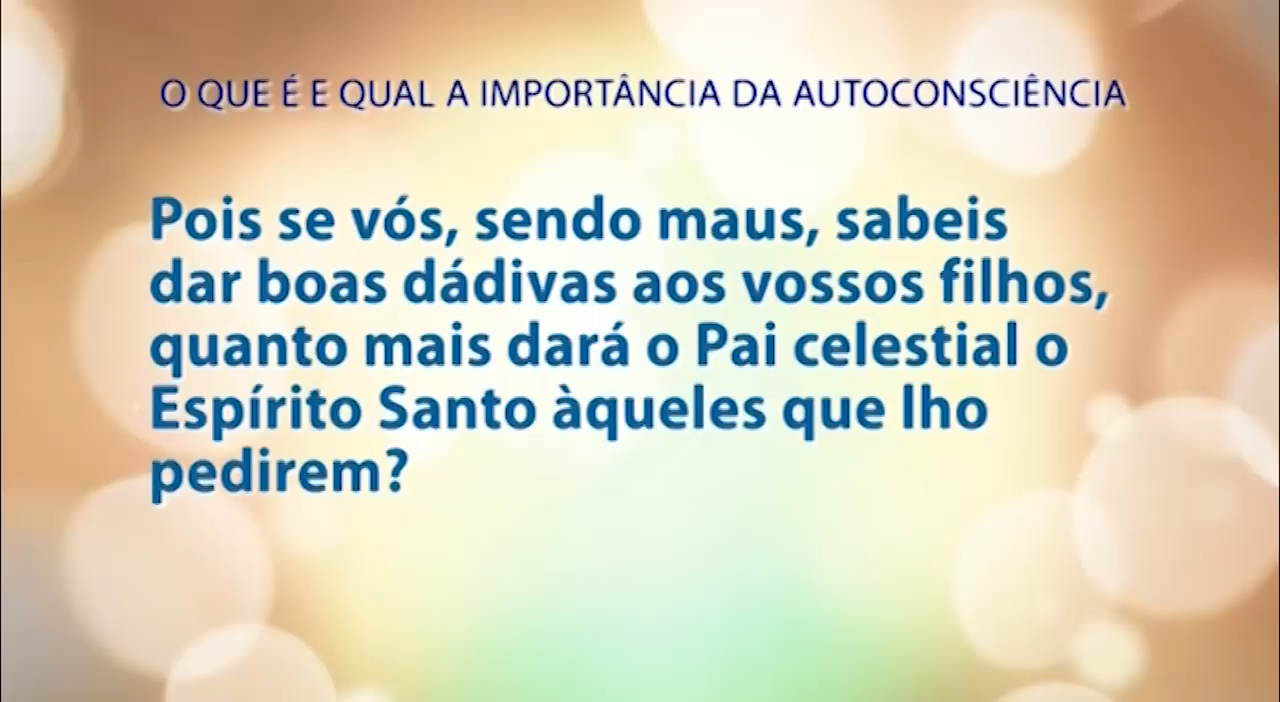 O QUE É E QUAL A IMPORTÂNCIA DA AUTOCONSCIÊNCIA
Pois se vós, sendo maus, sabeis
dar boas dádivas aos vossos filhos,
quanto mais dará o Pai celestial o
Espírito Santo àqueles que lho
pedirem?